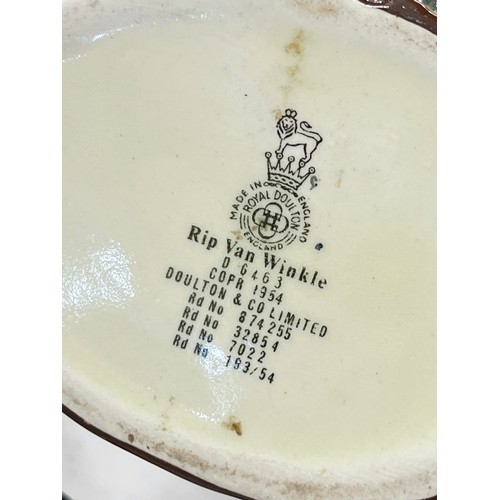 MADE IN ENGLAND
ROYAL DOULTON
ENGLAND
Rip Van Winkle
D 6463
COPR 1954
DOULTON & CO LIMITED
Rd No 874255
Rd No 32854
Rd No 7022
Rd No 193/54